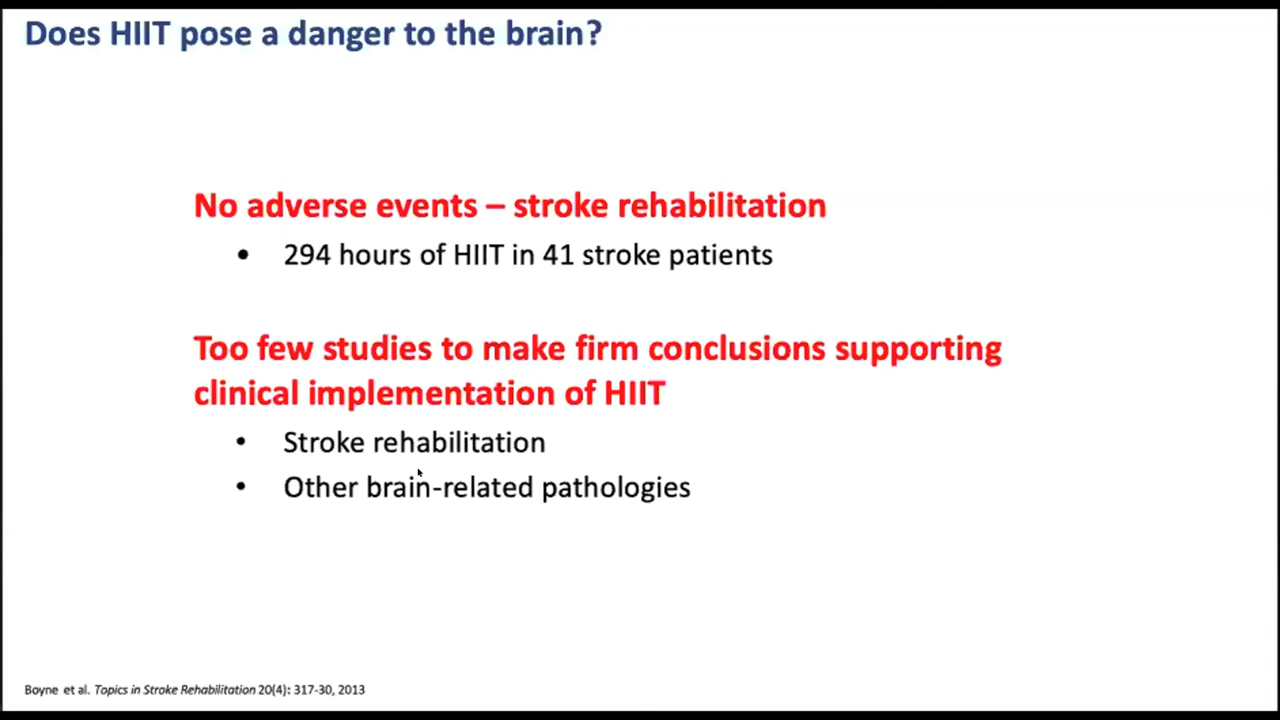 Does HIIT pose a danger to the brain?
No adverse events – stroke rehabilitation
• 294 hours of HIIT in 41 stroke patients
Too few studies to make firm conclusions supporting
clinical implementation of HIIT
• Stroke rehabilitation
• Other brain-related pathologies
Boyne et al. Topics in Stroke Rehabilitation 20(4): 317-30, 2013